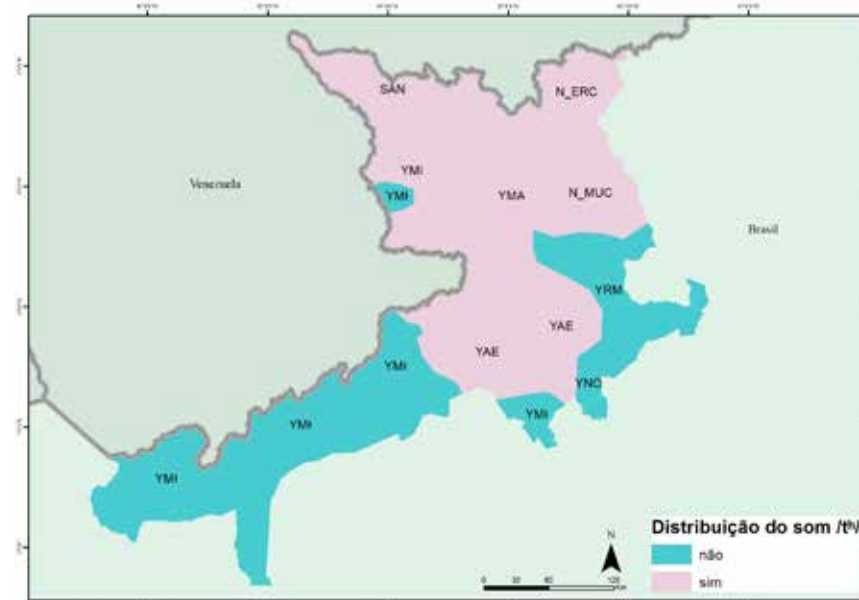 SAN
N_ERC
YMI
YMI
YMA
N_MUC
Venezuela
Brasil
YRM
YAE
YAE
YMI
YNO
YMI
YMI
YMI
Distribuição do som /tʰ/
não
sim
N